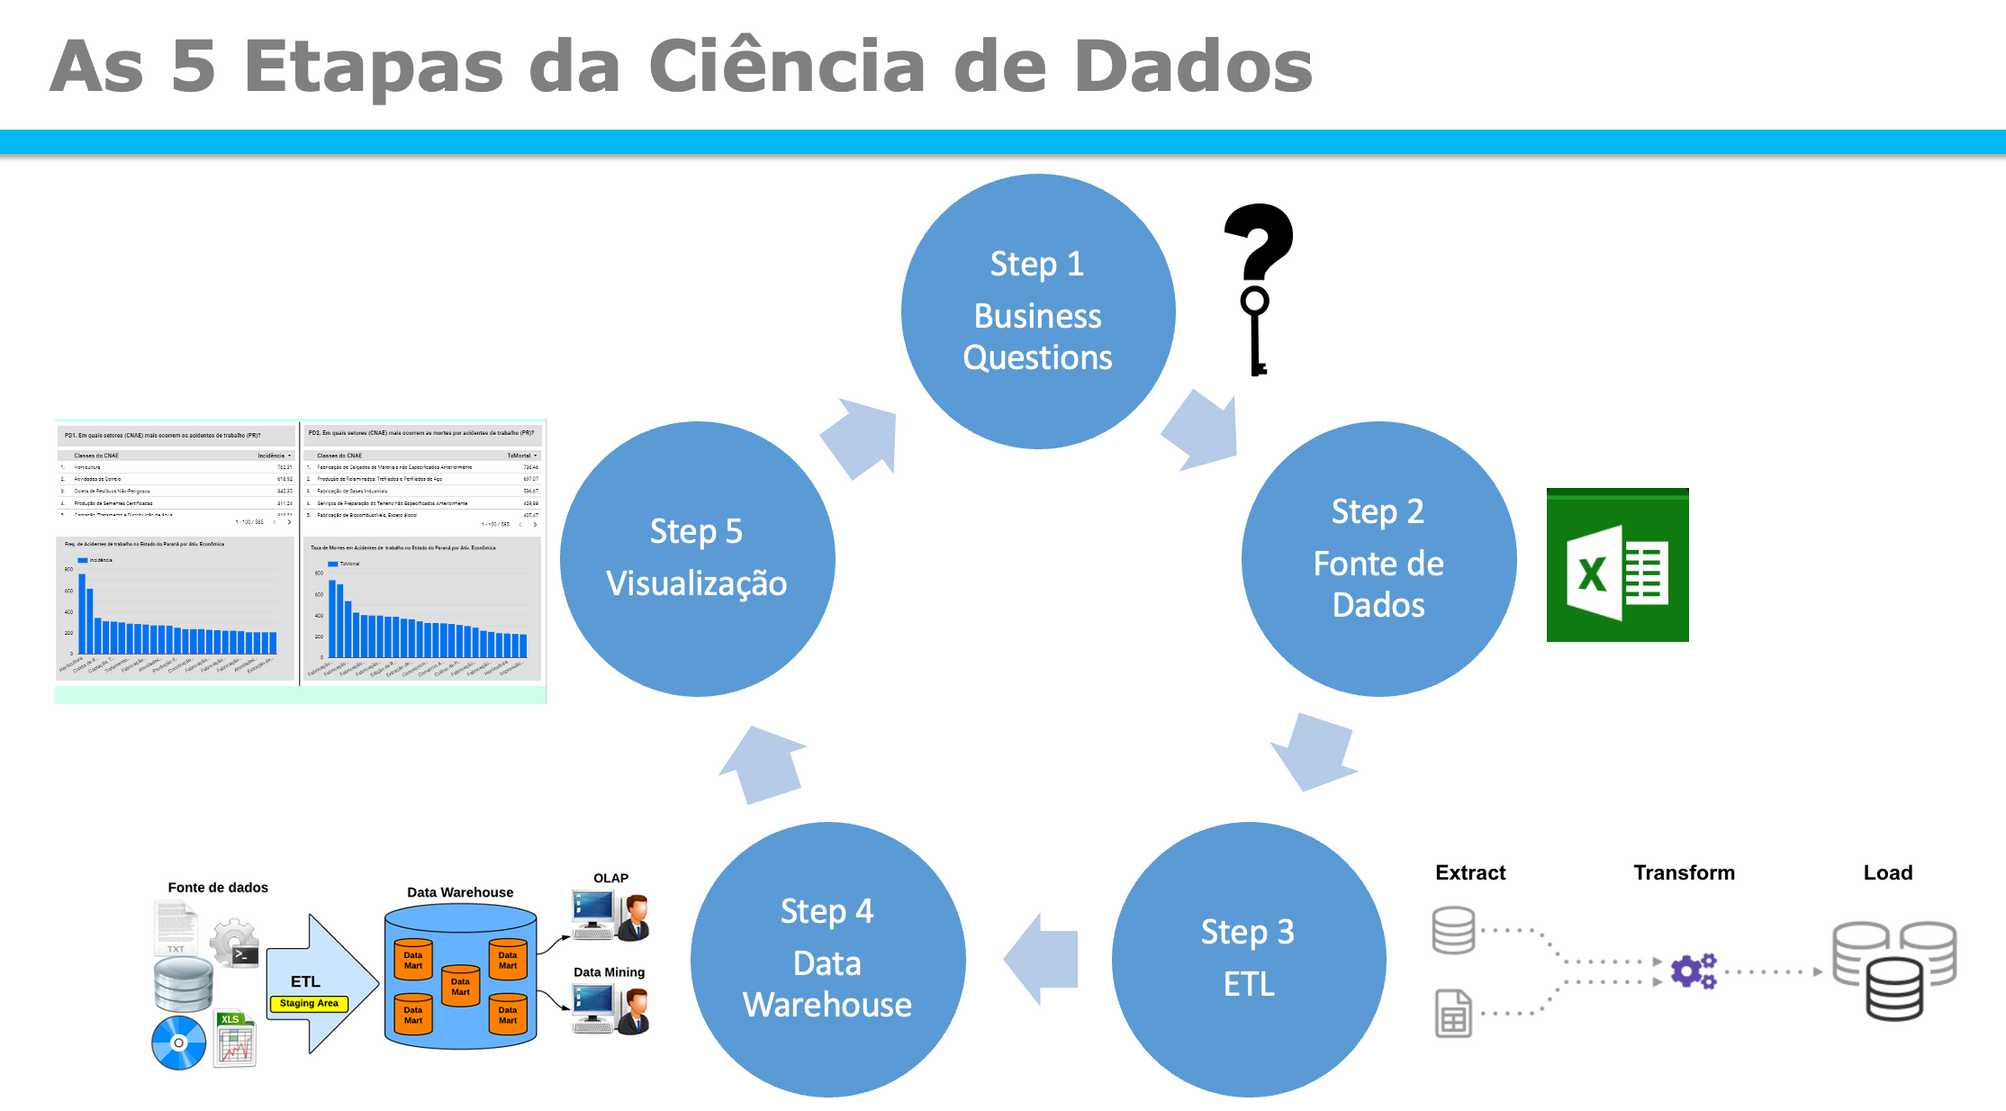 As 5 Etapas da Ciência de Dados
Step 1
Business
Questions
Step 2
Fonte de
Dados
X
Step 3
ETL
Extract
Transform
Load
Step 4
Data
Warehouse
Fonte de dados
TXT
>_
XLS
ETL
Staging Area
Data Warehouse
Data
Mart
Data
Mart
Data
Mart
Data
Mart
Data
Mart
OLAP
Data Mining
Step 5
Visualização
PD1. Em quais setores (CNAE) mais ocorrem os acidentes de trabalho (PR)?
Classes do CNAE Incidência
1. Horticultura 762,31
2. Atividades de Correio 618,92
3. Coleta de Resíduos Não-Perigosos 342,35
4. Produção de Sementes Certificadas 311,24
5.
1 - 100 / 585
Freq. de Acidentes de trabalho no Estado do Paraná por Ativ. Econômica
Incidência
800
600
400
200
0
PD2. Em quais setores (CNAE) mais ocorrem as mortes por acidentes de trabalho (PR)?
Classes do CNAE TxMortal
1. Fabricação de Calçados de Materiais não Especificados Anteriormente
2. Produção de Relaminados, Trefilados e Perfilados de Aço 697,07
3. Fabricação de Gases Industriais 536,67
4. Serviços de Preparação do Terreno não Especificados Anteriormente 429,88
5. Fabricação de Biocombustíveis, Exceto Álcool 407,47
1 - 100 / 585
Taxa de Mortes em Acidentes de trabalho no Estado do Paraná por Ativ. Econômica
TxMortal
800
600
400
200
0